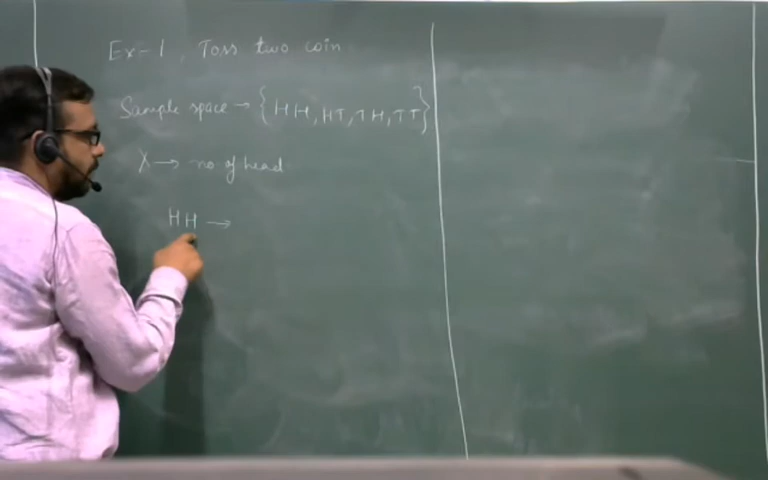 Ex-1, Toss two coin
Sample space → {HH, HT, TH, TT}
X → no of head
HH →